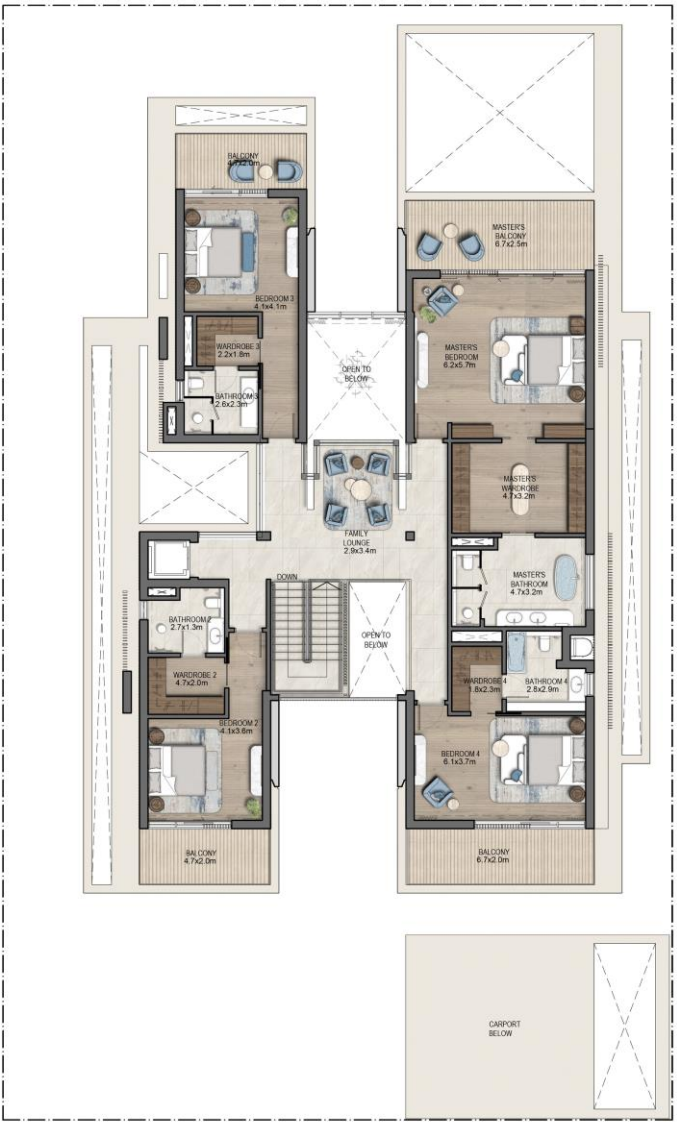 BALCONY
4.7x2.0m
MASTER'S
BALCONY
6.7x2.5m
BEDROOM 3
4.1x4.1m
WARDROBE 3
2.2x1.8m
BATHROOM 3
2.6x2.3m
OPEN TO
BELOW
MASTER'S
BEDROOM
6.2x5.7m
MASTER'S
WARDROBE
4.7x3.2m
FAMILY
LOUNGE
2.9x3.4m
MASTER'S
BATHROOM
4.7x3.2m
DOWN
BATHROOM 2
2.7x1.3m
OPEN TO
BELOW
WARDROBE 2
4.7x2.0m
WARDROBE 4
1.8x2.3m
BATHROOM 4
2.8x2.9m
BEDROOM 2
4.1x3.6m
BEDROOM 4
6.1x3.7m
BALCONY
4.7x2.0m
BALCONY
6.7x2.0m
CARPORT
BELOW